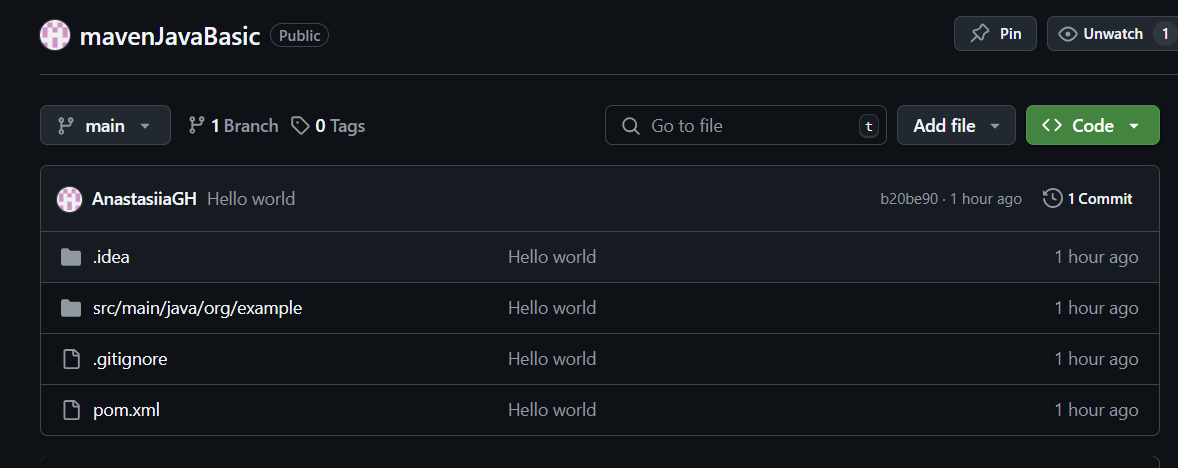 mavenJavaBasic Public Pin Unwatch 1
main 1 Branch 0 Tags Go to file t Add file Code
AnastasiiaGH Hello world b20be90 · 1 hour ago 1 Commit
.idea Hello world 1 hour ago
src/main/java/org/example Hello world 1 hour ago
.gitignore Hello world 1 hour ago
pom.xml Hello world 1 hour ago